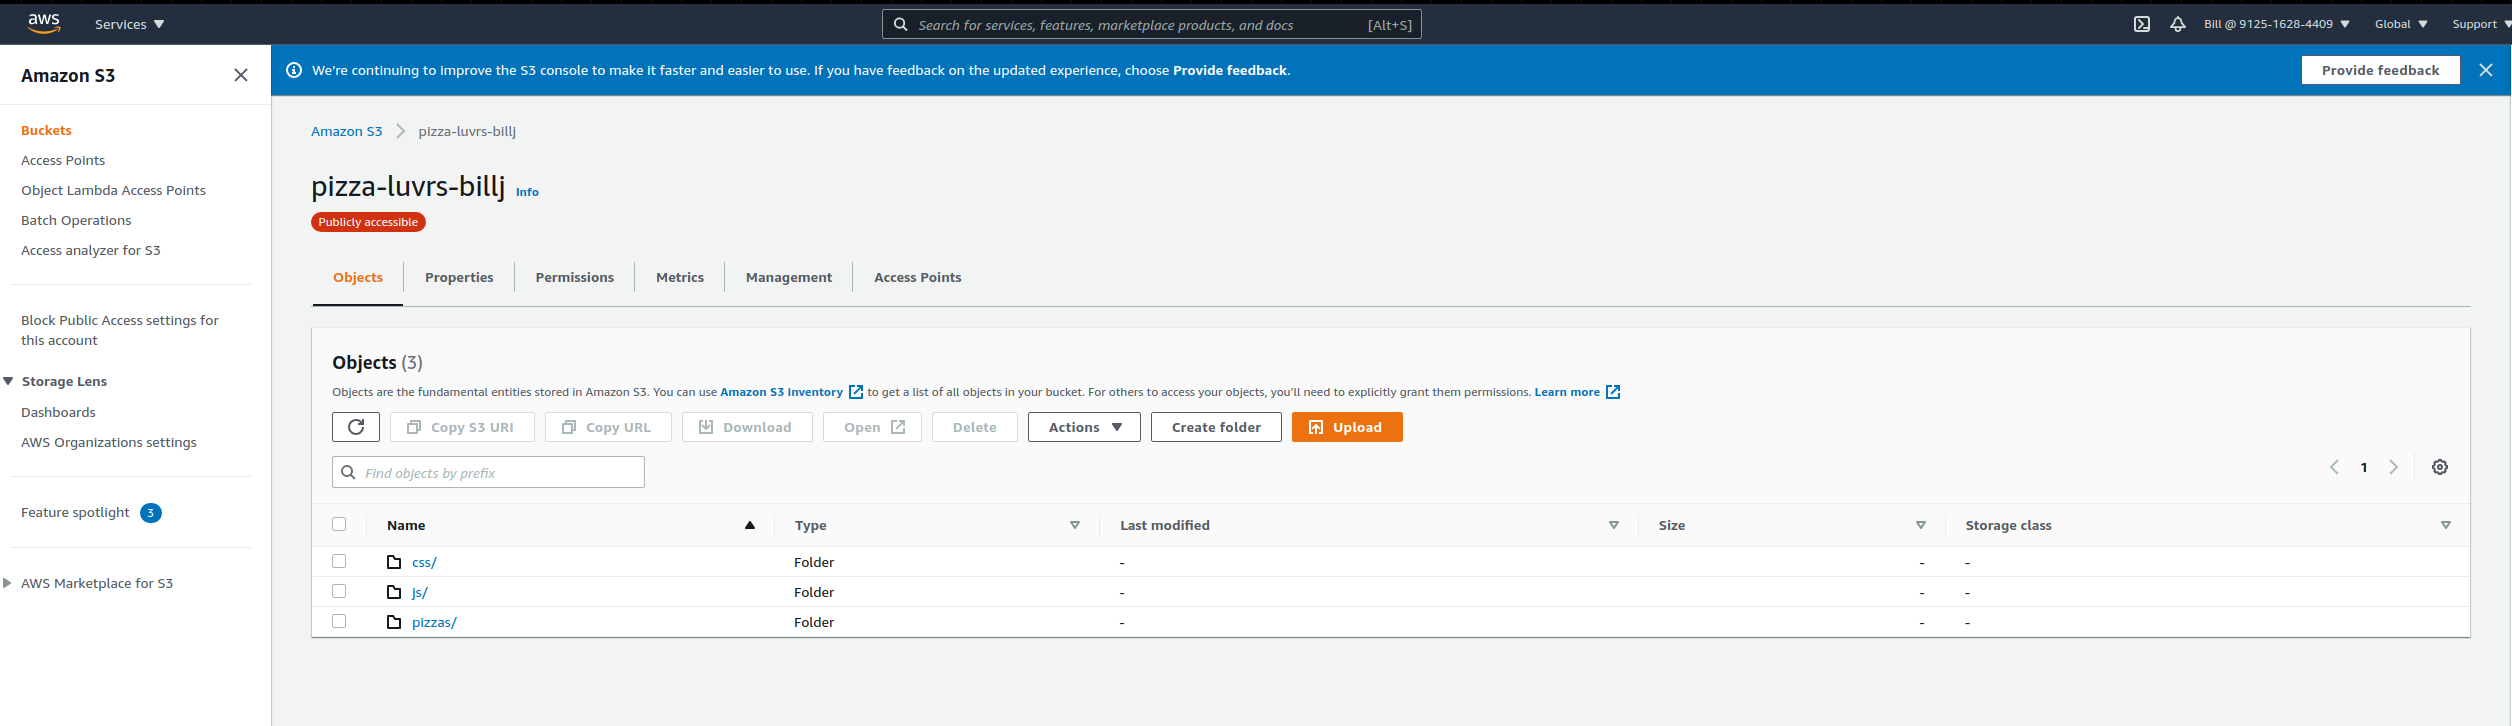 aws Services Search for services, features, marketplace products, and docs [Alt+S] Bill @ 9125-1628-4409 Global Support
Amazon S3
We're continuing to improve the S3 console to make it faster and easier to use. If you have feedback on the updated experience, choose Provide feedback. Provide feedback
Buckets
Access Points
Object Lambda Access Points
Batch Operations
Access analyzer for S3
Block Public Access settings for
this account
Storage Lens
Dashboards
AWS Organizations settings
Feature spotlight 3
AWS Marketplace for S3
Amazon S3 pizza-luvrs-billj
pizza-luvrs-billj Info
Publicly accessible
Objects Properties Permissions Metrics Management Access Points
Objects (3)
Objects are the fundamental entities stored in Amazon S3. You can use Amazon S3 inventory to get a list of all objects in your bucket. For others to access your objects, you'll need to explicitly grant them permissions. Learn more
Copy S3 URI Copy URL Download Open Delete Actions Create folder Upload
Find objects by prefix 1
Name Type Last modified Size Storage class
css/ Folder - - -
js/ Folder - - -
pizzas/ Folder - - -